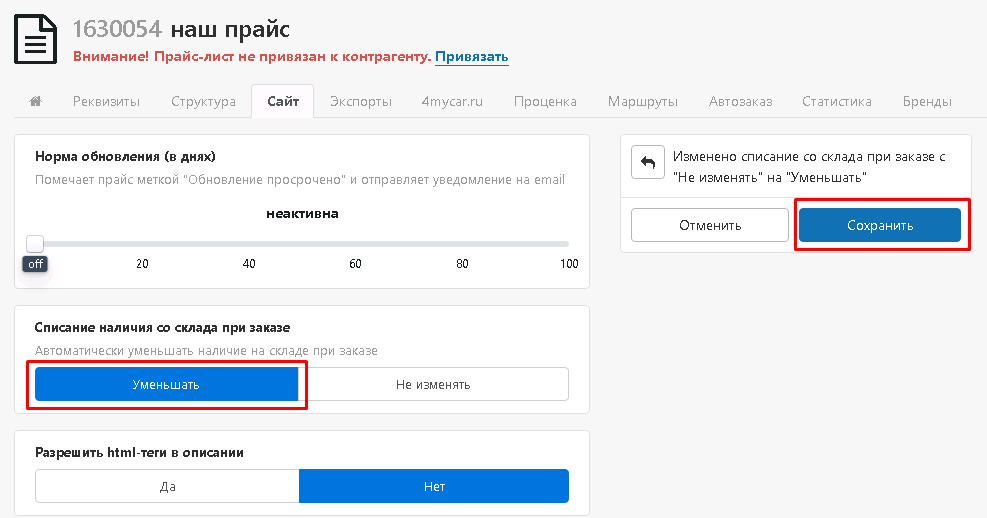 1630054 наш прайс
Внимание! Прайс-лист не привязан к контрагенту. Привязать
Реквизиты Структура Сайт Экспорты 4mycar.ru Проценка Маршруты Автозаказ Статистика Бренды
Норма обновления (в днях)
Помечает прайс меткой "Обновление просрочено" и отправляет уведомление на email
неактивна
off 20 40 60 80 100
Списание наличия со склада при заказе
Автоматически уменьшать наличие на складе при заказе
Уменьшать Не изменять
Разрешить html-теги в описании
Да Нет
Изменено списание со склада при заказе с
"Не изменять" на "Уменьшать"
Отменить Сохранить